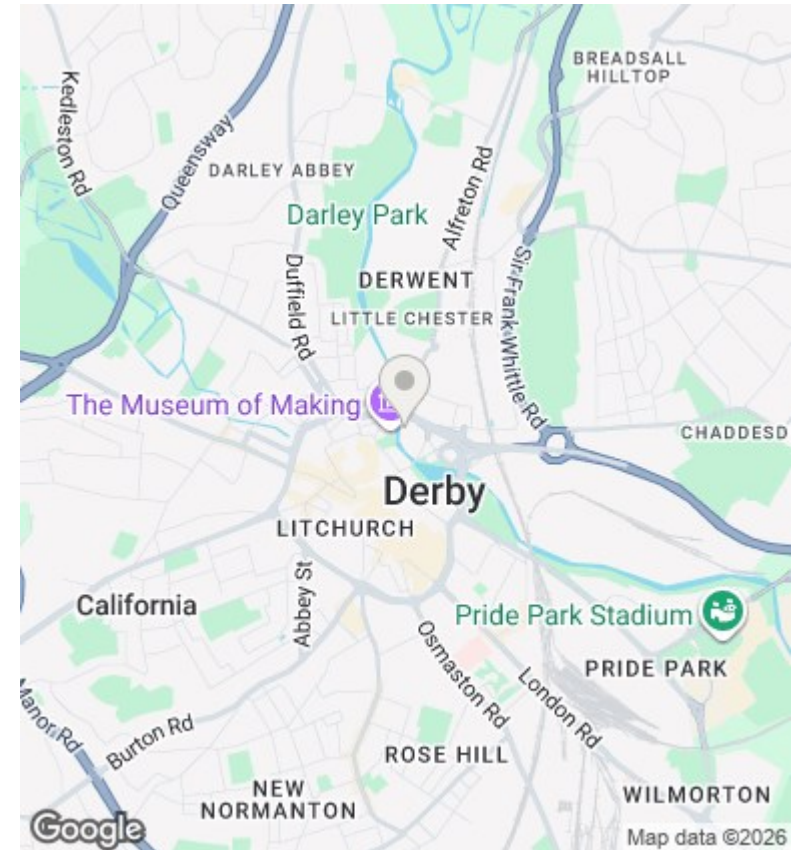 BREADSALL
HILLTOP
Kedleston Rd
Queensway
DARLEY ABBEY
Alfreton Rd
Darley Park
Duffield Rd
DERWENT
Sir Frank Whittle Rd
LITTLE CHESTER
The Museum of Making
CHADDESD
Derby
LITCHURCH
Abbey St
California
Pride Park Stadium
Osmaston Rd
London Rd
PRIDE PARK
Manor Rd
Burton Rd
ROSE HILL
NEW
NORMANTON
WILMORTON
Google
Map data ©2026